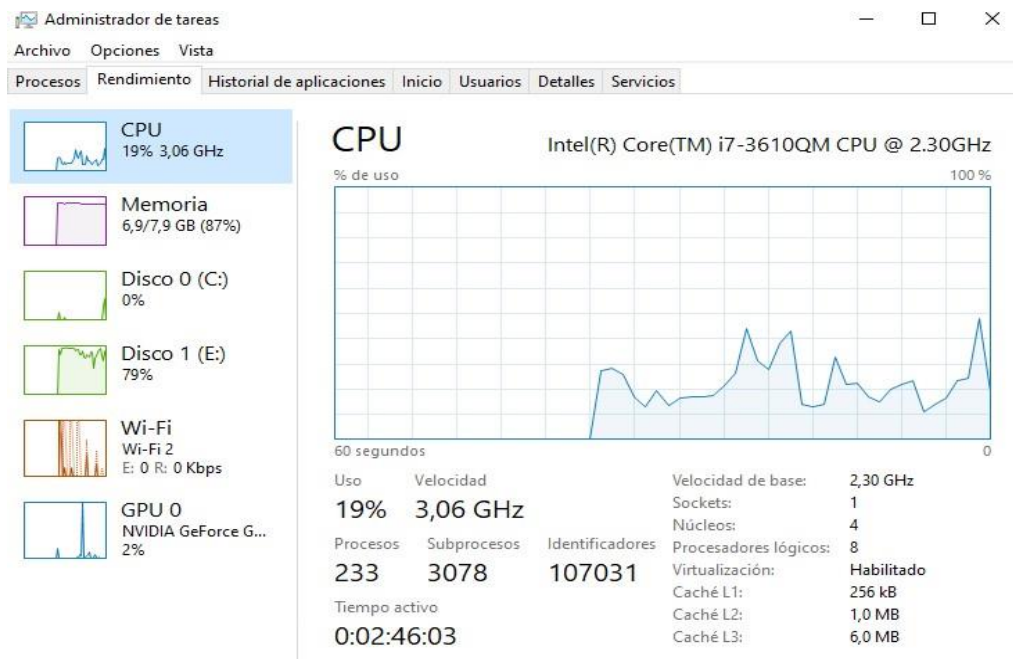 Administrador de tareas
Archivo Opciones Vista
Procesos Rendimiento Historial de aplicaciones Inicio Usuarios Detalles Servicios
CPU
19% 3,06 GHz
Memoria
6,9/7,9 GB (87%)
Disco 0 (C:)
0%
Disco 1 (E:)
79%
Wi-Fi
Wi-Fi 2
E: 0 R: 0 Kbps
GPU 0
NVIDIA GeForce G...
2%
CPU Intel(R) Core(TM) i7-3610QM CPU @ 2.30GHz
% de uso 100 %
60 segundos 0
Uso Velocidad
19% 3,06 GHz
Procesos Subprocesos Identificadores
233 3078 107031
Tiempo activo
0:02:46:03
Velocidad de base: 2,30 GHz
Sockets: 1
Núcleos: 4
Procesadores lógicos: 8
Virtualización: Habilitado
Caché L1: 256 kB
Caché L2: 1,0 MB
Caché L3: 6,0 MB